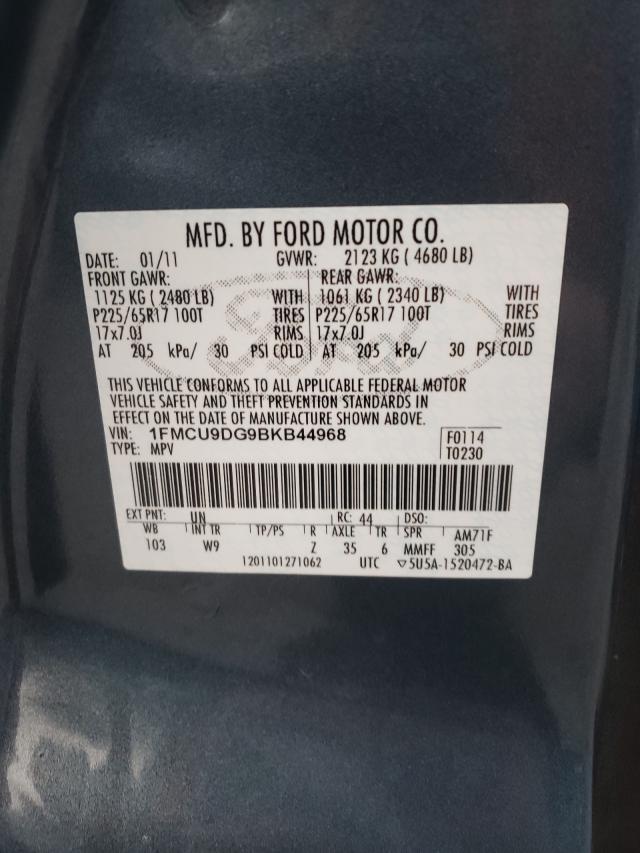 MFD. BY FORD MOTOR CO.
DATE: 01/11 GVWR: 2123 KG ( 4680 LB)
FRONT GAWR: REAR GAWR:
1125 KG ( 2480 LB) WITH 1061 KG ( 2340 LB) WITH
P225/65R17 100T TIRES P225/65R17 100T TIRES
17x7.0J RIMS 17x7.0J RIMS
AT 205 kPa/ 30 PSI COLD AT 205 kPa/ 30 PSI COLD
Ford
THIS VEHICLE CONFORMS TO ALL APPLICABLE FEDERAL MOTOR
VEHICLE SAFETY AND THEFT PREVENTION STANDARDS IN
EFFECT ON THE DATE OF MANUFACTURE SHOWN ABOVE.
VIN: 1FMCU9DG9BKB44968 F0114
TYPE: MPV T0230
EXT PNT: UN RC: 44 DSO:
WB INT TR TP/PS R AXLE TR SPR AM71F
103 W9 Z 35 6 MMFF 305
1201101271062 UTC ▽5U5A-1520472-BA